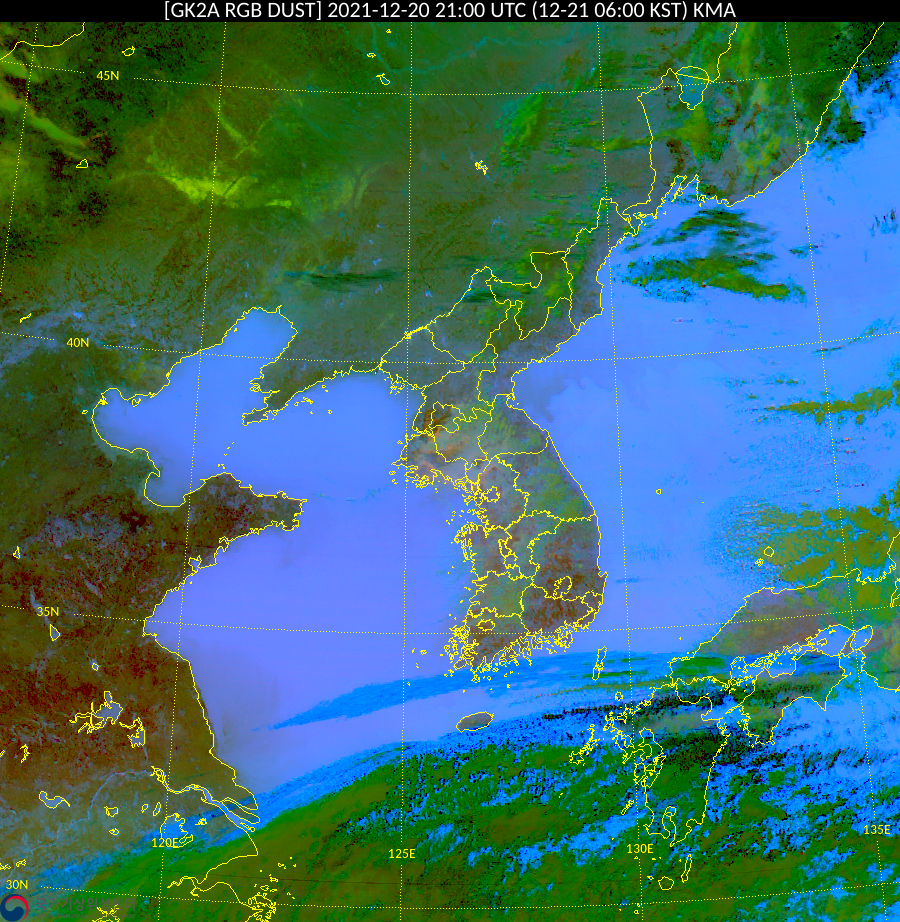 [GK2A RGB DUST] 2021-12-20 21:00 UTC (12-21 06:00 KST) KMA
45N
40N
35N
135E
120E
125E
130E
30N